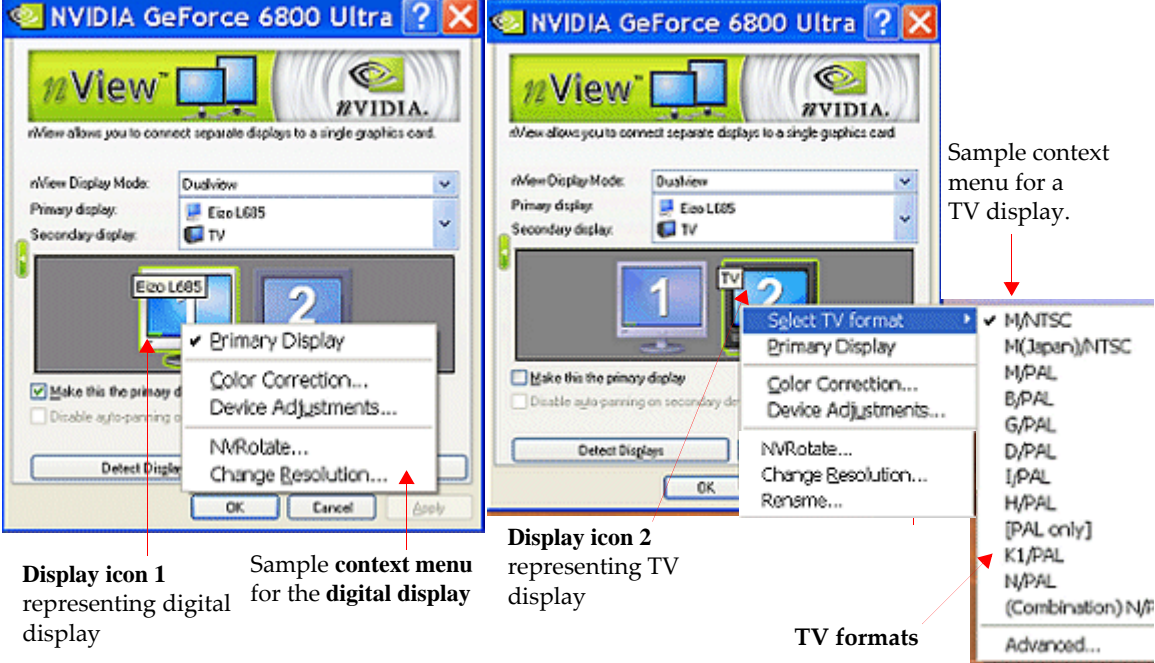 NVIDIA GeForce 6800 Ultra
nView™
NVIDIA.
nView allows you to connect separate displays to a single graphics card.
nView Display Mode: Dualview
Primary display: Eizo L685
Secondary display: TV
Eizo L685
1
2
Primary Display
Color Correction...
Device Adjustments...
NVRotate...
Change Resolution...
Make this the primary d
Disable auto-panning o
Detect Displa
OK Cancel Apply
Display icon 1
representing digital
display
Sample context menu
for the digital display
NVIDIA GeForce 6800 Ultra
nView™
NVIDIA.
nView allows you to connect separate displays to a single graphics card
nView Display Mode: Dualview
Primary display: Eizo L685
Secondary display: TV
1
TV
2
Make this the primary display
Disable auto-panning on secondary de
Detect Displays
OK
Select TV format
Primary Display
Color Correction...
Device Adjustments...
NVRotate...
Change Resolution...
Rename...
Display icon 2
representing TV
display
Sample context
menu for a
TV display.
M/NTSC
M(Japan)/NTSC
M/PAL
B/PAL
G/PAL
D/PAL
I/PAL
H/PAL
[PAL only]
K1/PAL
N/PAL
(Combination) N/P
Advanced...
TV formats